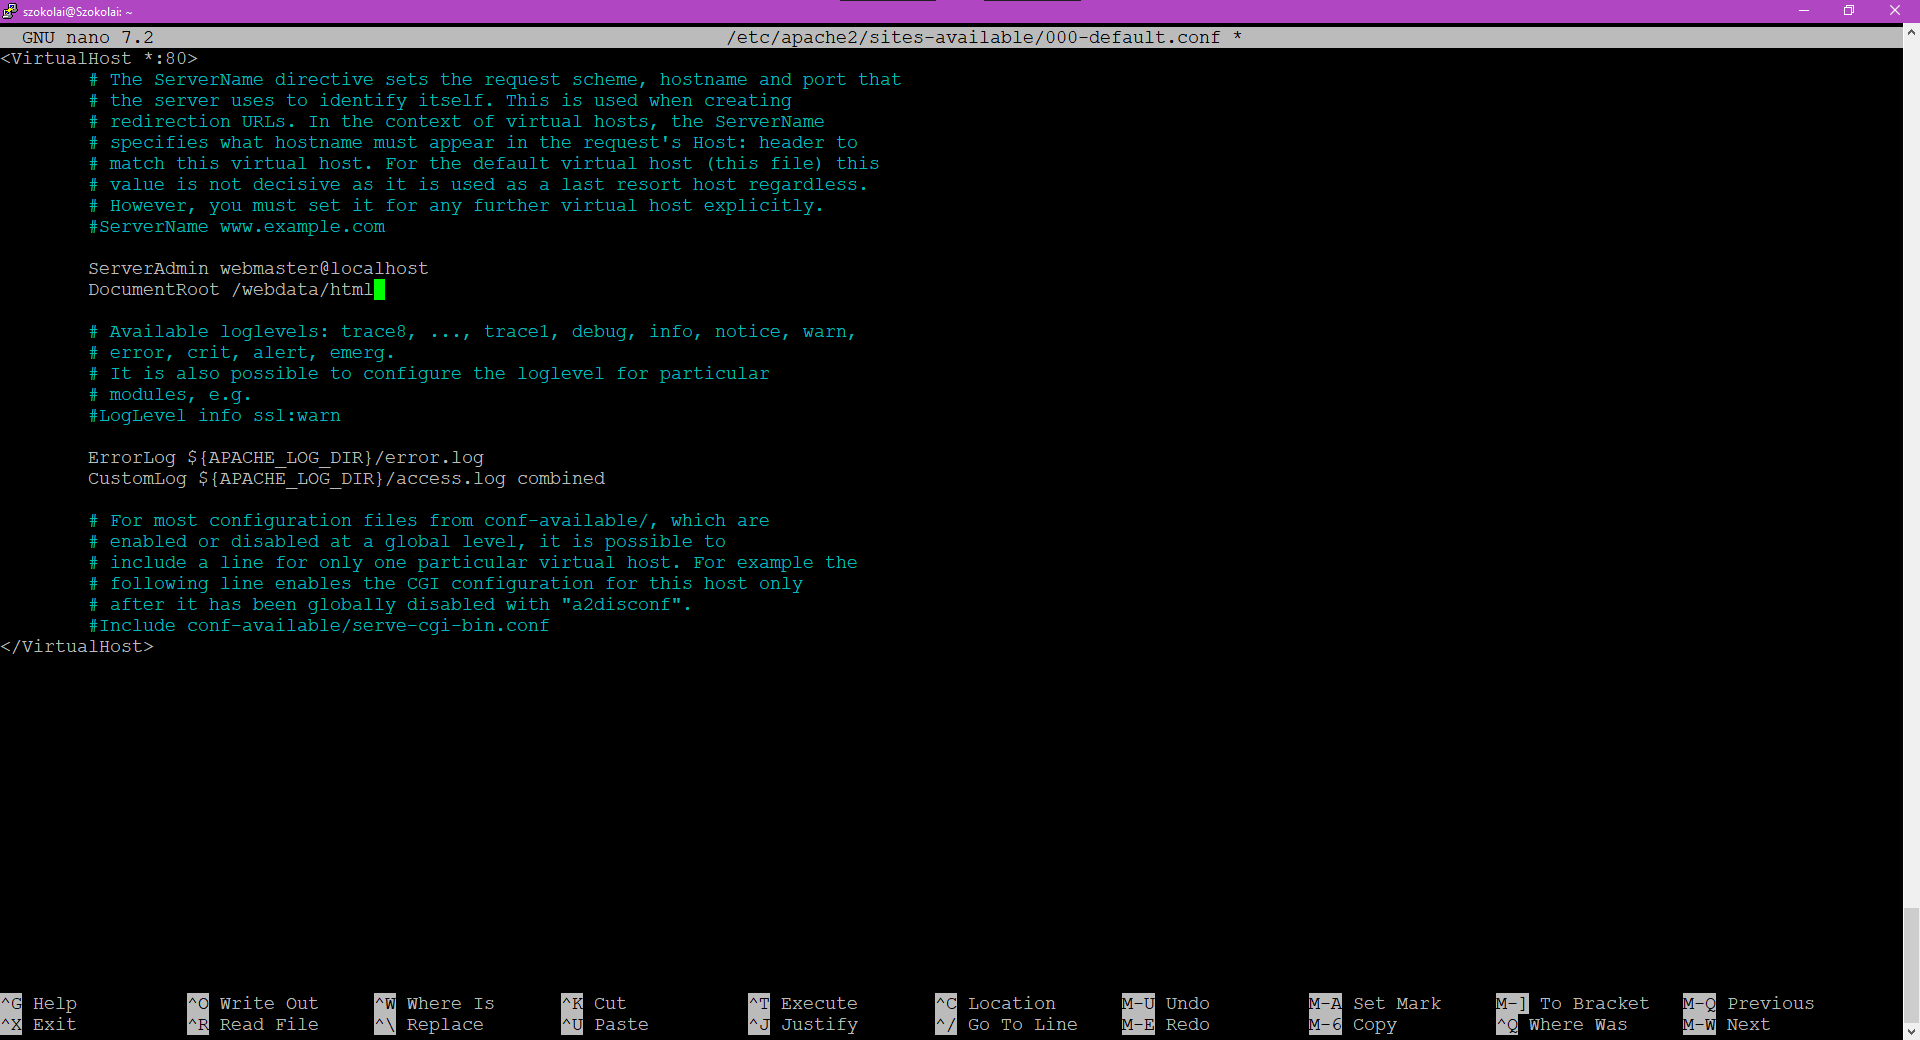 szokolai@Szokolai: ~
GNU nano 7.2 /etc/apache2/sites-available/000-default.conf *
<VirtualHost *:80>
# The ServerName directive sets the request scheme, hostname and port that
# the server uses to identify itself. This is used when creating
# redirection URLs. In the context of virtual hosts, the ServerName
# specifies what hostname must appear in the request's Host: header to
# match this virtual host. For the default virtual host (this file) this
# value is not decisive as it is used as a last resort host regardless.
# However, you must set it for any further virtual host explicitly.
#ServerName www.example.com
ServerAdmin webmaster@localhost
DocumentRoot /webdata/html
# Available loglevels: trace8, ..., trace1, debug, info, notice, warn,
# error, crit, alert, emerg.
# It is also possible to configure the loglevel for particular
# modules, e.g.
#LogLevel info ssl:warn
ErrorLog ${APACHE_LOG_DIR}/error.log
CustomLog ${APACHE_LOG_DIR}/access.log combined
# For most configuration files from conf-available/, which are
# enabled or disabled at a global level, it is possible to
# include a line for only one particular virtual host. For example the
# following line enables the CGI configuration for this host only
# after it has been globally disabled with "a2disconf".
#Include conf-available/serve-cgi-bin.conf
</VirtualHost>
^G Help ^O Write Out ^W Where Is ^K Cut ^T Execute ^C Location M-U Undo M-A Set Mark M-] To Bracket M-Q Previous
^X Exit ^R Read File ^\ Replace ^U Paste ^J Justify ^/ Go To Line M-E Redo M-6 Copy ^Q Where Was M-W Next